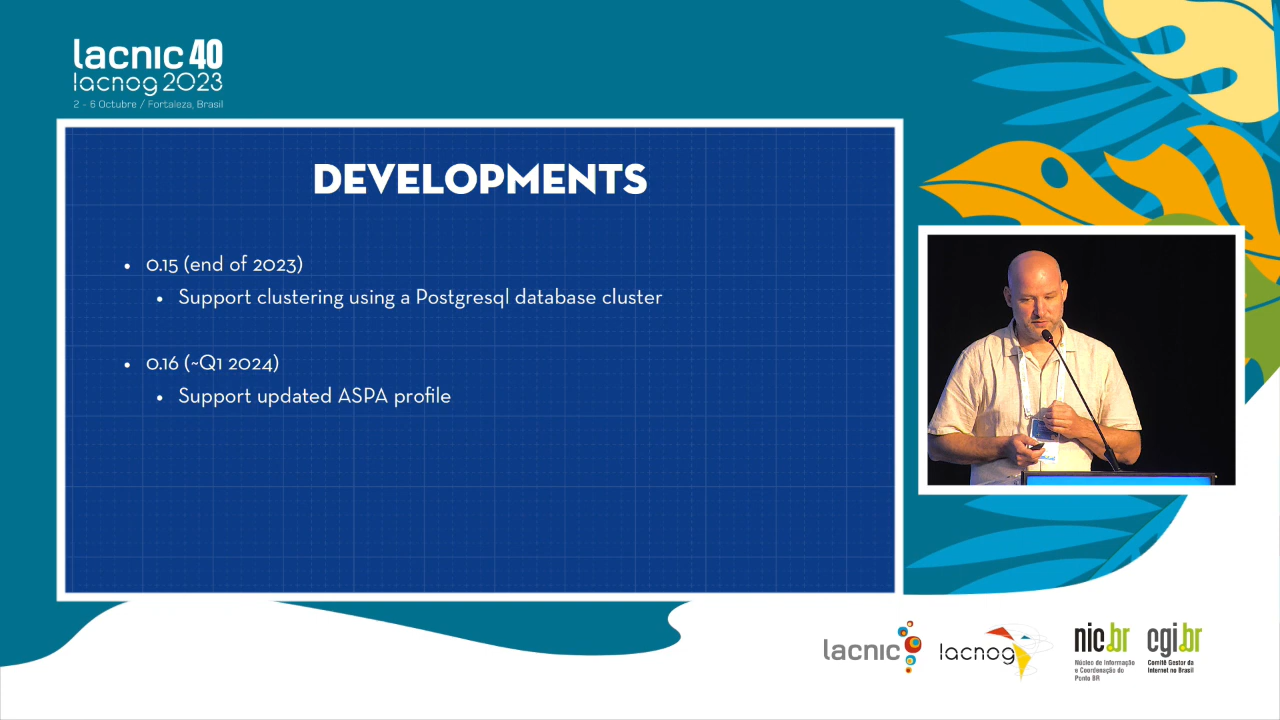 lacnic 40
lacnog 2023
2 - 6 Octubre / Fortaleza, Brasil
DEVELOPMENTS
• 0.15 (end of 2023)
• Support clustering using a Postgresql database cluster
• 0.16 (~Q1 2024)
• Support updated ASPA profile
lacnic
lacnog
nic.br
Núcleo de Informação
e Coordenação do
Ponto BR
cgi.br
Comitê Gestor da
Internet no Brasil